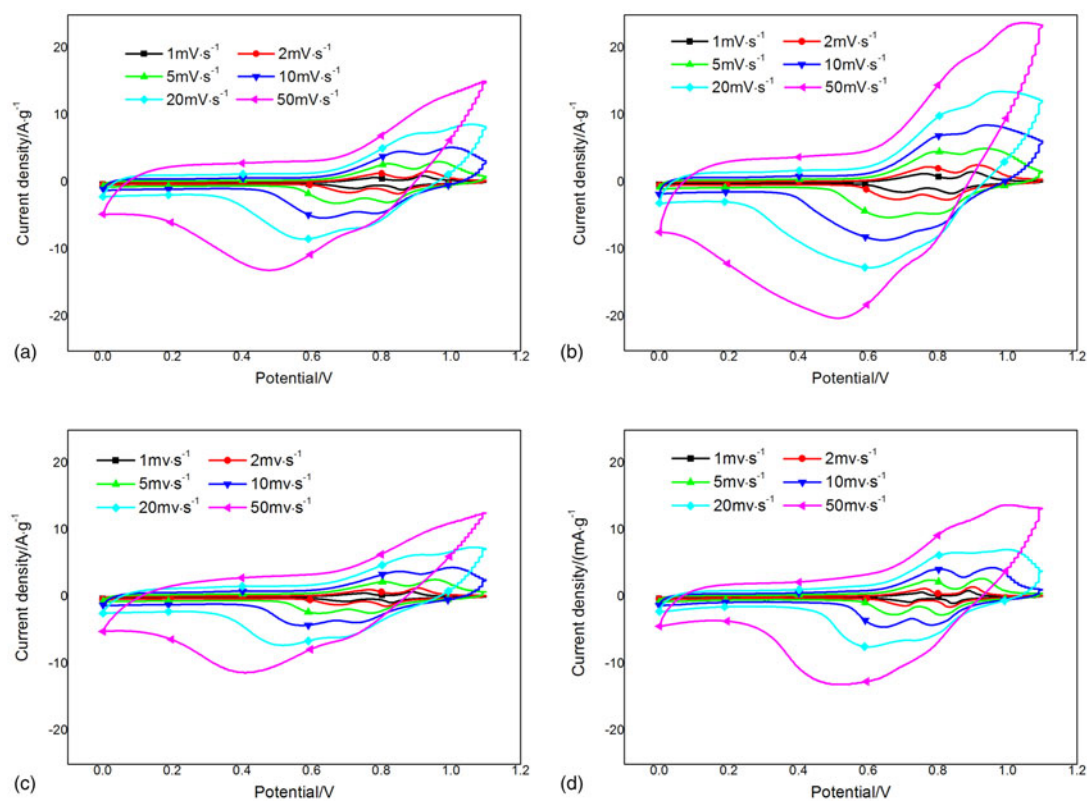 (a)
Current density/A·g⁻¹
20
10
0
-10
-20
1mV·s⁻¹ 2mV·s⁻¹
5mV·s⁻¹ 10mV·s⁻¹
20mV·s⁻¹ 50mV·s⁻¹
0.0 0.2 0.4 0.6 0.8 1.0 1.2
Potential/V
(b)
Current density/A·g⁻¹
20
10
0
-10
-20
1mV·s⁻¹ 2mV·s⁻¹
5mV·s⁻¹ 10mV·s⁻¹
20mV·s⁻¹ 50mV·s⁻¹
0.0 0.2 0.4 0.6 0.8 1.0 1.2
Potential/V
(c)
Current density/A·g⁻¹
20
10
0
-10
-20
1mv·s⁻¹ 2mv·s⁻¹
5mv·s⁻¹ 10mv·s⁻¹
20mv·s⁻¹ 50mv·s⁻¹
0.0 0.2 0.4 0.6 0.8 1.0 1.2
Potential/V
(d)
Current density/(mA·g⁻¹)
20
10
0
-10
-20
1mv·s⁻¹ 2mv·s⁻¹
5mv·s⁻¹ 10mv·s⁻¹
20mv·s⁻¹ 50mv·s⁻¹
0.0 0.2 0.4 0.6 0.8 1.0 1.2
Potential/V